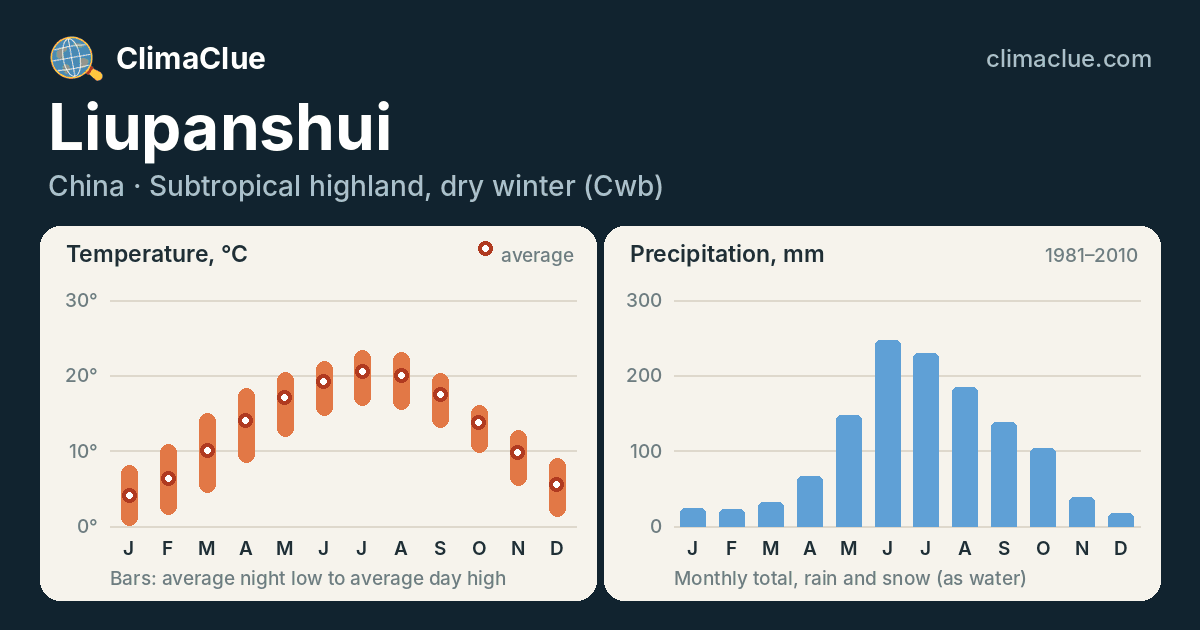 ClimaClue
climaclue.com
Liupanshui
China · Subtropical highland, dry winter (Cwb)
Temperature, °C
average
30°
20°
10°
0°
J F M A M J J A S O N D
Bars: average night low to average day high
Precipitation, mm
1981–2010
300
200
100
0
J F M A M J J A S O N D
Monthly total, rain and snow (as water)